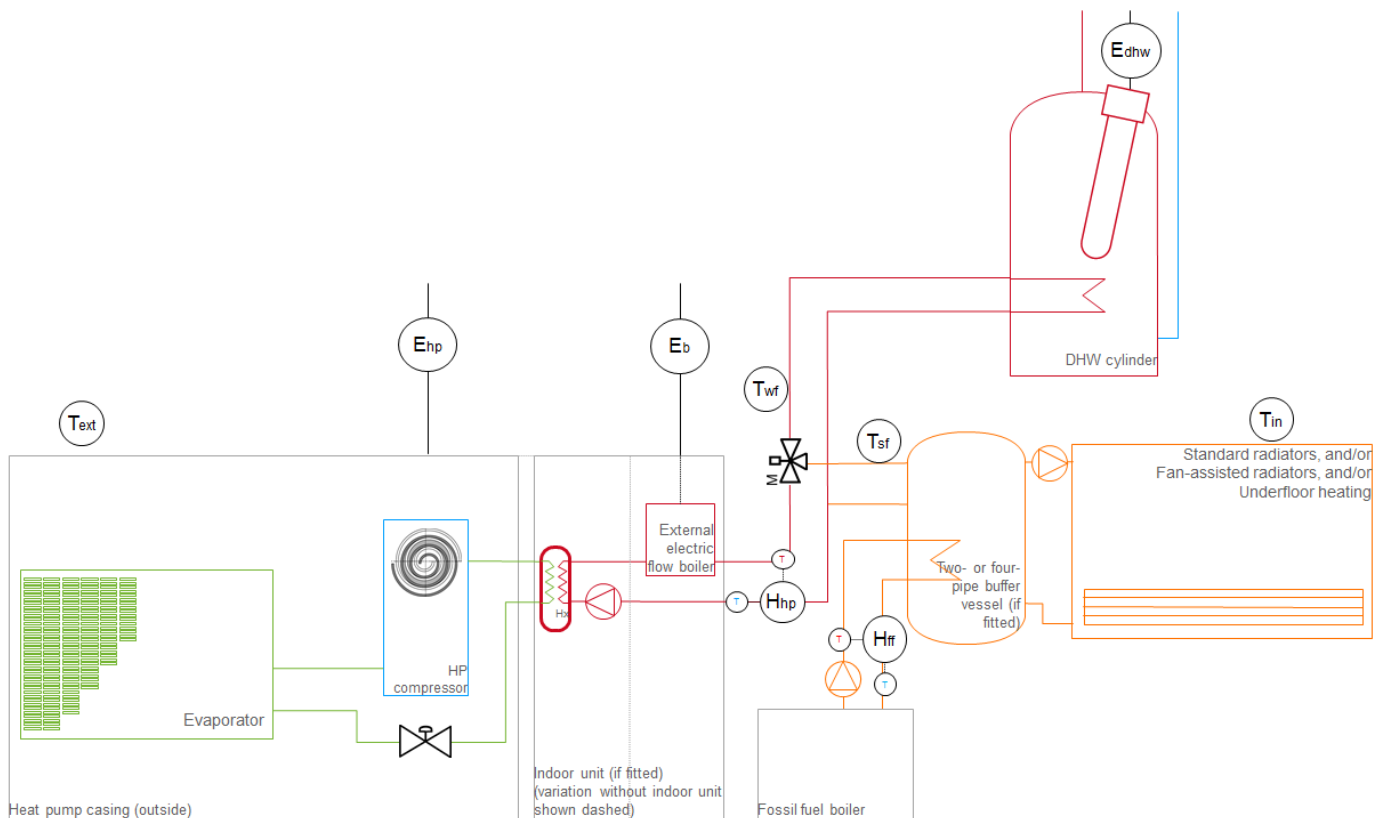 Edhw
DHW cylinder
Ehp
Eb
Twf
Text
Tsf
Tin
M
Standard radiators, and/or
Fan-assisted radiators, and/or
Underfloor heating
External
electric
flow boiler
T
T
Hhp
Hx
Two- or four-
pipe buffer
vessel (if
fitted)
T
Hff
T
HP
compressor
Evaporator
Indoor unit (if fitted)
(variation without indoor unit
shown dashed)
Heat pump casing (outside)
Fossil fuel boiler